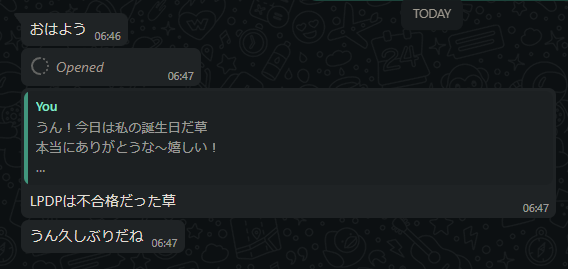 TODAY
おはよう
06:46
Opened
06:47
You
うん！今日は私の誕生日だ草
本当にありがとうな～嬉しい！
...
LPDPは不合格だった草
06:47
うん久しぶりだね
06:47